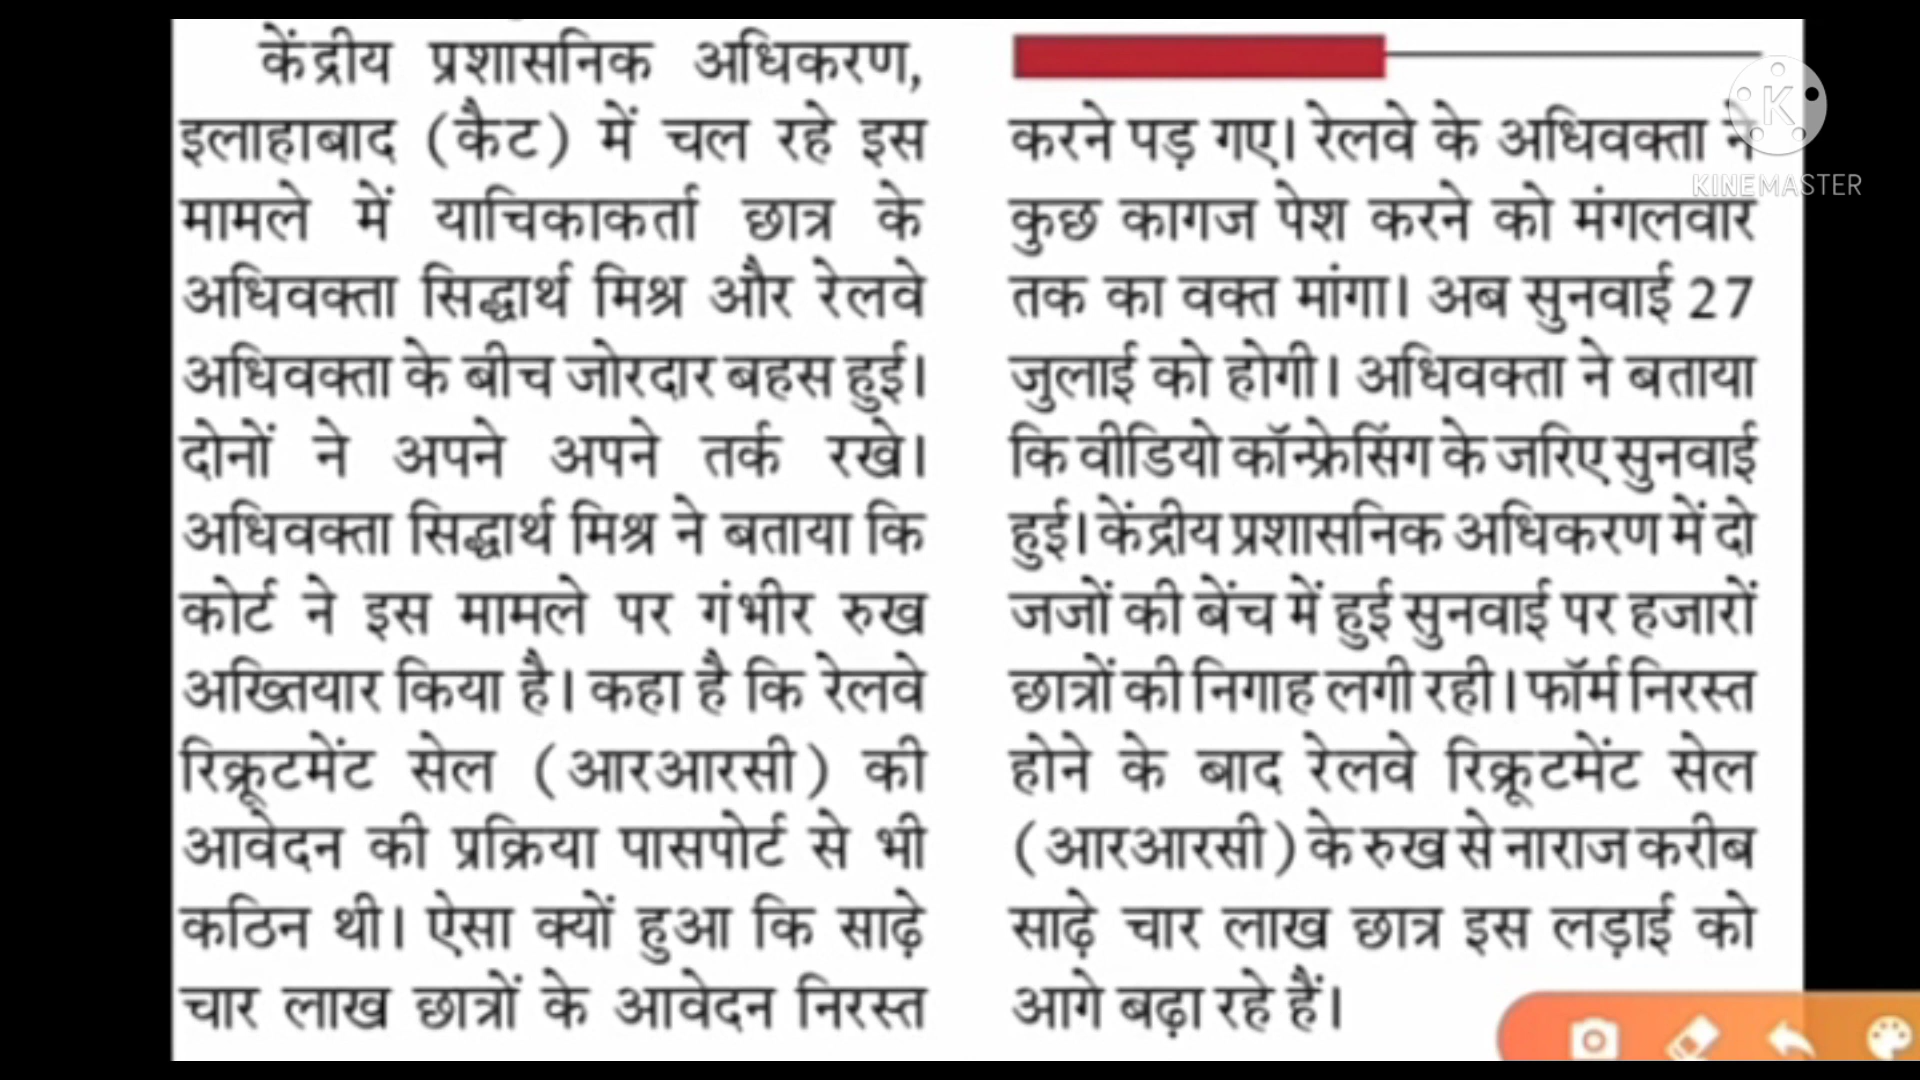 केंद्रीय प्रशासनिक अधिकरण,
इलाहाबाद (कैट) में चल रहे इस
मामले में याचिकाकर्ता छात्र के
अधिवक्ता सिद्धार्थ मिश्र और रेलवे
अधिवक्ता के बीच जोरदार बहस हुई।
दोनों ने अपने अपने तर्क रखे।
अधिवक्ता सिद्धार्थ मिश्र ने बताया कि
कोर्ट ने इस मामले पर गंभीर रुख
अख्तियार किया है। कहा है कि रेलवे
रिक्रूटमेंट सेल (आरआरसी) की
आवेदन की प्रक्रिया पासपोर्ट से भी
कठिन थी। ऐसा क्यों हुआ कि साढ़े
चार लाख छात्रों के आवेदन निरस्त
करने पड़ गए। रेलवे के अधिवक्ता ने
कुछ कागज पेश करने को मंगलवार
तक का वक्त मांगा। अब सुनवाई 27
जुलाई को होगी। अधिवक्ता ने बताया
कि वीडियो कॉन्फ्रेसिंग के जरिए सुनवाई
हुई। केंद्रीय प्रशासनिक अधिकरण में दो
जजों की बेंच में हुई सुनवाई पर हजारों
छात्रों की निगाह लगी रही। फॉर्म निरस्त
होने के बाद रेलवे रिक्रूटमेंट सेल
(आरआरसी) के रुख से नाराज करीब
साढ़े चार लाख छात्र इस लड़ाई को
आगे बढ़ा रहे हैं।
K
KINEMASTER